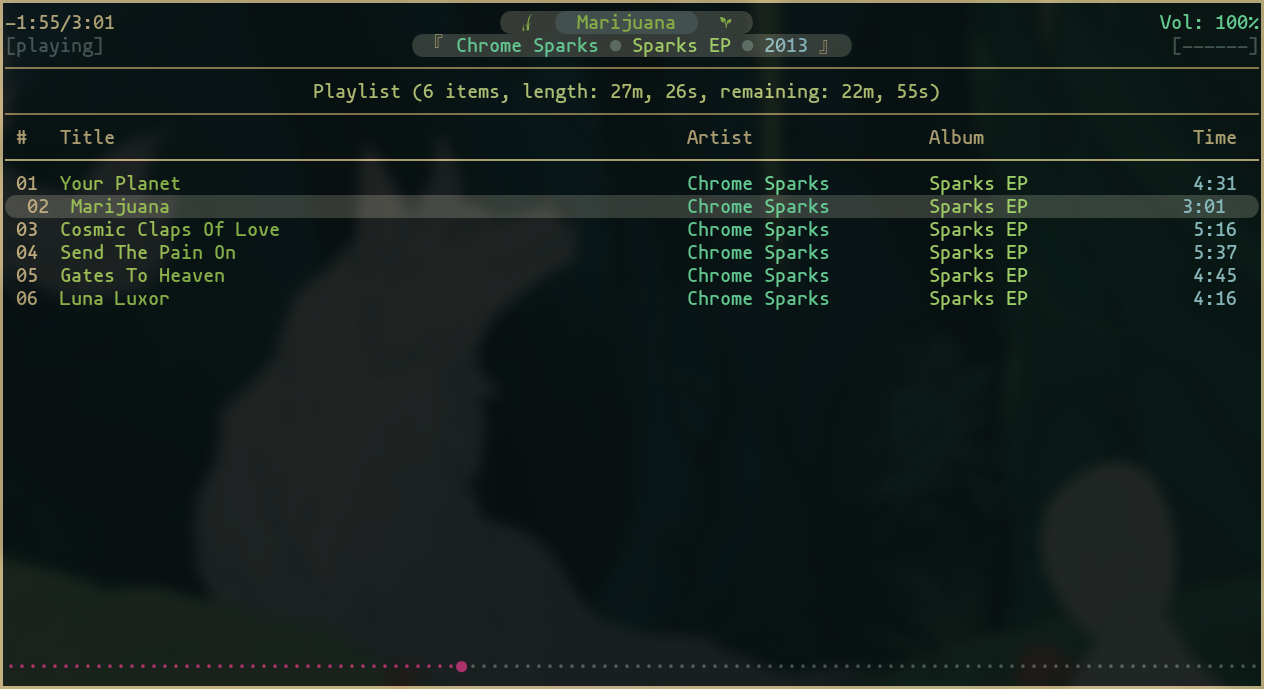 -1:55/3:01 Marijuana Vol: 100%
[playing] 『 Chrome Sparks ● Sparks EP ● 2013 』 [------]
Playlist (6 items, length: 27m, 26s, remaining: 22m, 55s)
# Title Artist Album Time
01 Your Planet Chrome Sparks Sparks EP 4:31
02 Marijuana Chrome Sparks Sparks EP 3:01
03 Cosmic Claps Of Love Chrome Sparks Sparks EP 5:16
04 Send The Pain On Chrome Sparks Sparks EP 5:37
05 Gates To Heaven Chrome Sparks Sparks EP 4:45
06 Luna Luxor Chrome Sparks Sparks EP 4:16